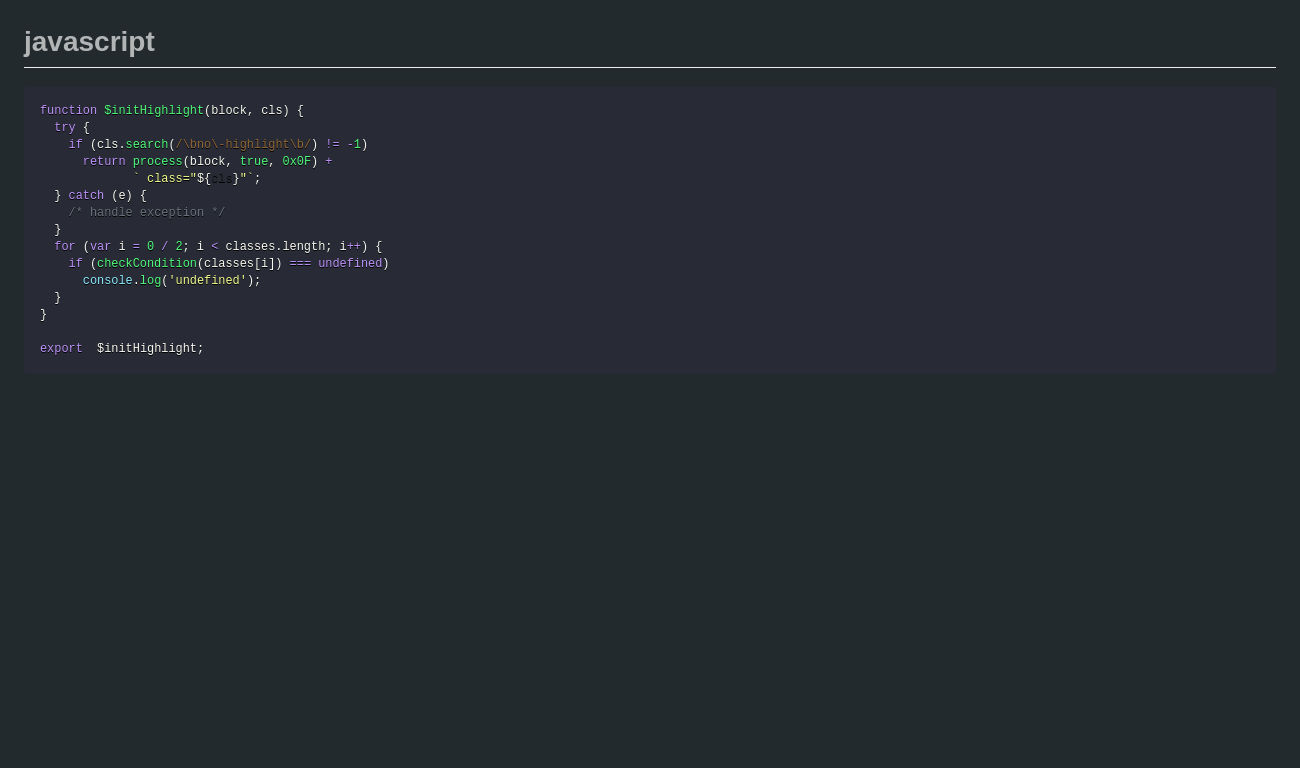 javascript
function $initHighlight(block, cls) {
  try {
    if (cls.search(/\bno\-highlight\b/) != -1)
      return process(block, true, 0x0F) +
             ` class="${cls}"`;
  } catch (e) {
    /* handle exception */
  }
  for (var i = 0 / 2; i < classes.length; i++) {
    if (checkCondition(classes[i]) === undefined)
      console.log('undefined');
  }
}

export  $initHighlight;